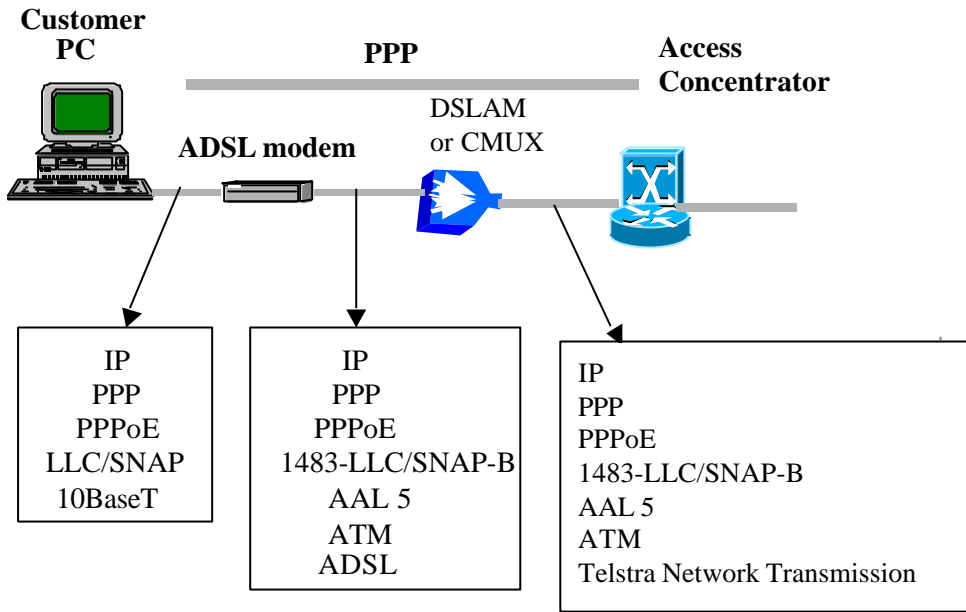 Customer
PC
PPP
Access
Concentrator
DSLAM
or CMUX
ADSL modem
IP
PPP
PPPoE
LLC/SNAP
10BaseT
IP
PPP
PPPoE
1483-LLC/SNAP-B
AAL 5
ATM
ADSL
IP
PPP
PPPoE
1483-LLC/SNAP-B
AAL 5
ATM
Telstra Network Transmission